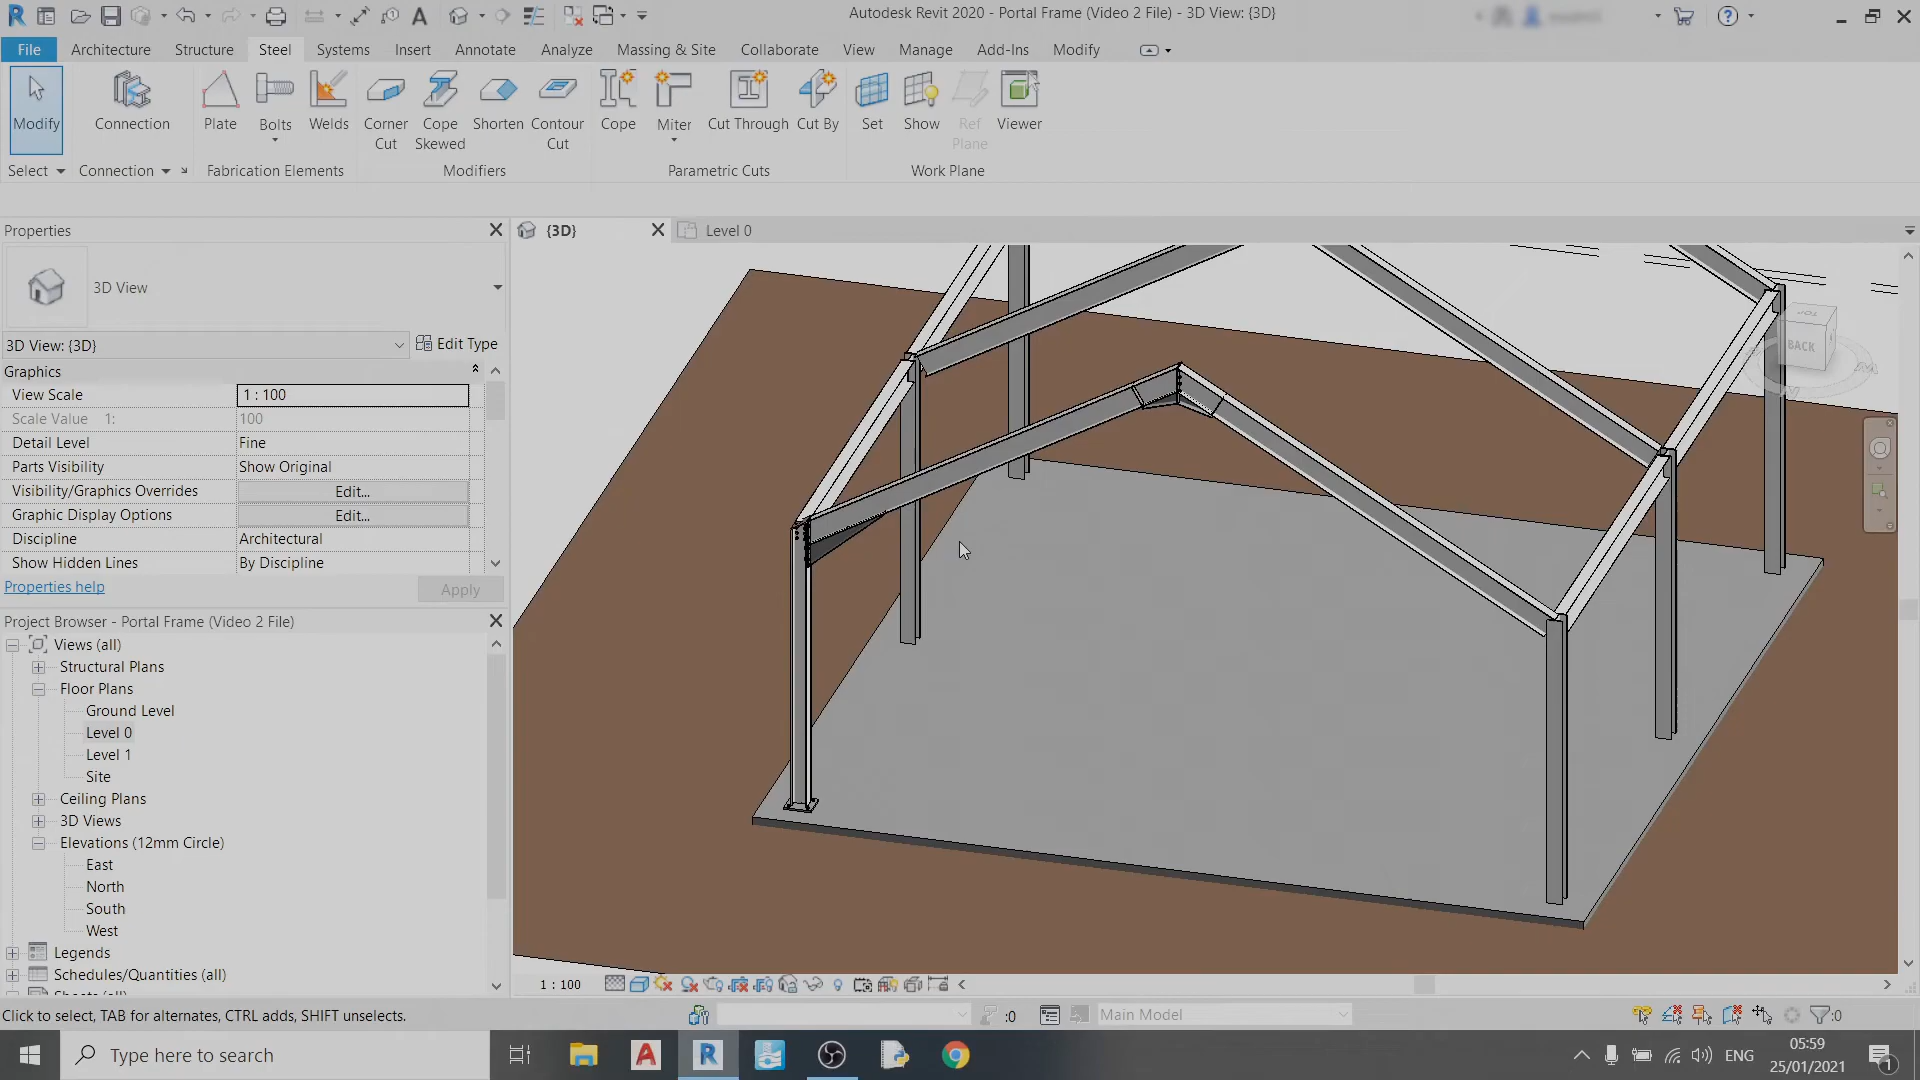 Autodesk Revit 2020 - Portal Frame (Video 2 File) - 3D View: {3D}
File Architecture Structure Steel Systems Insert Annotate Analyze Massing & Site Collaborate View Manage Add-Ins Modify
Modify Connection Plate Bolts Welds Corner Cut Cope Skewed Shorten Contour Cut Cope Miter Cut Through Cut By Set Show Ref Plane Viewer
Select Connection Fabrication Elements Modifiers Parametric Cuts Work Plane
Properties
{3D} Level 0
3D View
3D View: {3D} Edit Type
Graphics
View Scale 1 : 100
Scale Value 1: 100
Detail Level Fine
Parts Visibility Show Original
Visibility/Graphics Overrides Edit...
Graphic Display Options Edit...
Discipline Architectural
Show Hidden Lines By Discipline
Properties help Apply
BACK
TOP
Project Browser - Portal Frame (Video 2 File)
Views (all)
Structural Plans
Floor Plans
Ground Level
Level 0
Level 1
Site
Ceiling Plans
3D Views
Elevations (12mm Circle)
East
North
South
West
Legends
Schedules/Quantities (all)
Sheets (all)
1 : 100
Click to select, TAB for alternates, CTRL adds, SHIFT unselects. :0 Main Model :0
Type here to search
ENG
05:59
25/01/2021
1